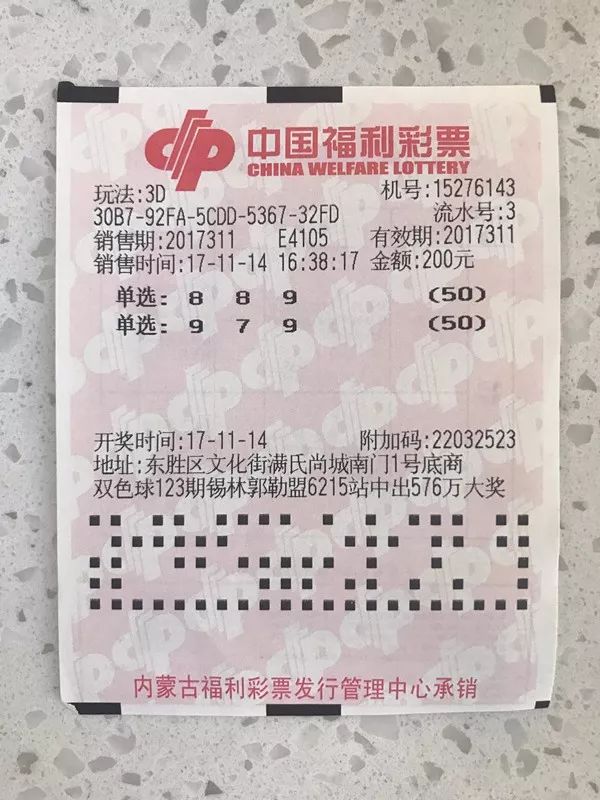 中国福利彩票
CHINA WELFARE LOTTERY
玩法:3D 机号:15276143
30B7-92FA-5CDD-5367-32FD 流水号:3
销售期:2017311 E4105 有效期:2017311
销售时间:17-11-14 16:38:17 金额:200元
单选: 8 8 9 (50)
单选: 9 7 9 (50)
开奖时间:17-11-14 附加码:22032523
地址:东胜区文化街满氏尚城南门1号底商
双色球123期锡林郭勒盟6215站中出576万大奖
内蒙古福利彩票发行管理中心承销